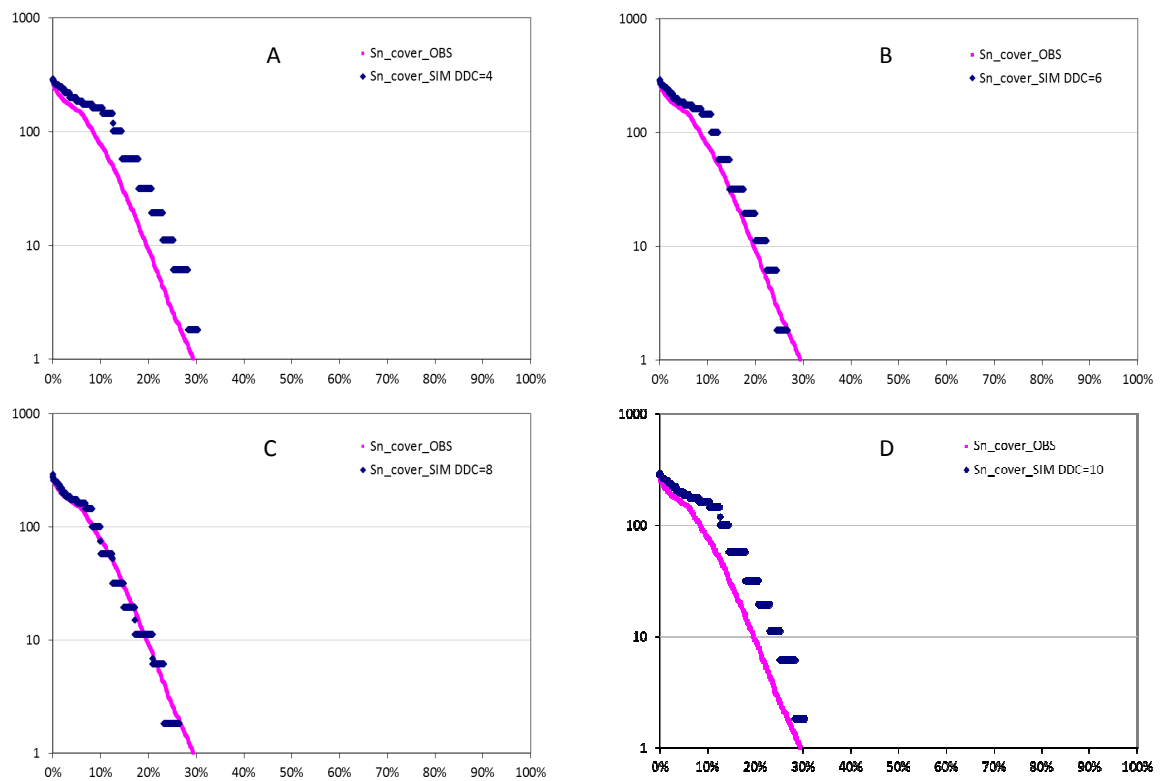 1000
100
10
1
A
Sn_cover_OBS
Sn_cover_SIM DDC=4
0% 10% 20% 30% 40% 50% 60% 70% 80% 90% 100%
1000
100
10
1
B
Sn_cover_OBS
Sn_cover_SIM DDC=6
0% 10% 20% 30% 40% 50% 60% 70% 80% 90% 100%
1000
100
10
1
C
Sn_cover_OBS
Sn_cover_SIM DDC=8
0% 10% 20% 30% 40% 50% 60% 70% 80% 90% 100%
1000
100
10
1
D
Sn_cover_OBS
Sn_cover_SIM DDC=10
0% 10% 20% 30% 40% 50% 60% 70% 80% 90% 100%